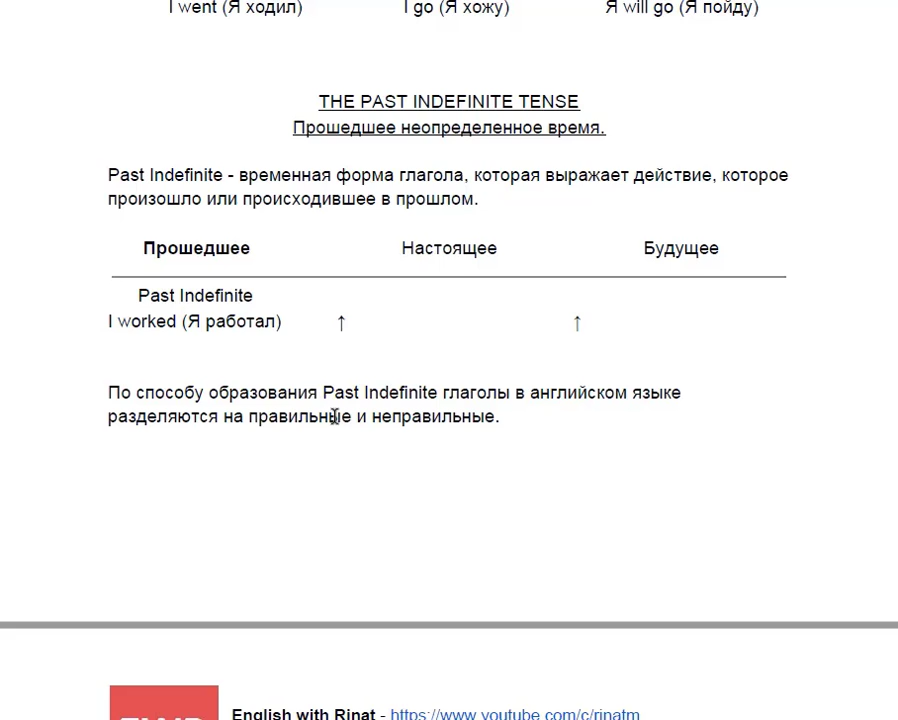 I went (Я ходил) I go (Я хожу) Я will go (Я пойду)
THE PAST INDEFINITE TENSE
Прошедшее неопределенное время.
Past Indefinite - временная форма глагола, которая выражает действие, которое
произошло или происходившее в прошлом.
Прошедшее Настоящее Будущее
Past Indefinite
I worked (Я работал) ↑ ↑
По способу образования Past Indefinite глаголы в английском языке
разделяются на правильные и неправильные.
English with Rinat - https://www.youtube.com/c/rinatm